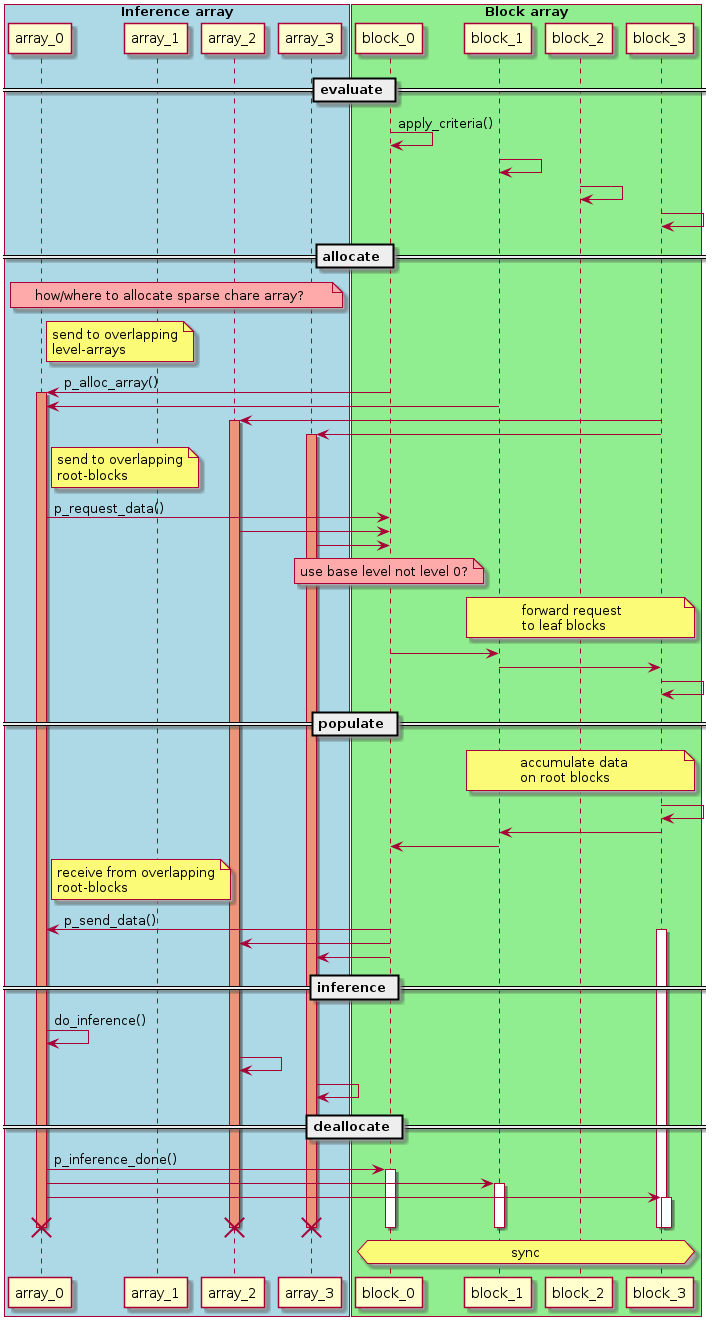 Inference array
Block array
array_0
array_1
array_2
array_3
block_0
block_1
block_2
block_3
evaluate
apply_criteria()
allocate
how/where to allocate sparse chare array?
send to overlapping
level-arrays
p_alloc_array()
send to overlapping
root-blocks
p_request_data()
use base level not level 0?
forward request
to leaf blocks
populate
accumulate data
on root blocks
receive from overlapping
root-blocks
p_send_data()
inference
do_inference()
deallocate
p_inference_done()
sync
array_0
array_1
array_2
array_3
block_0
block_1
block_2
block_3